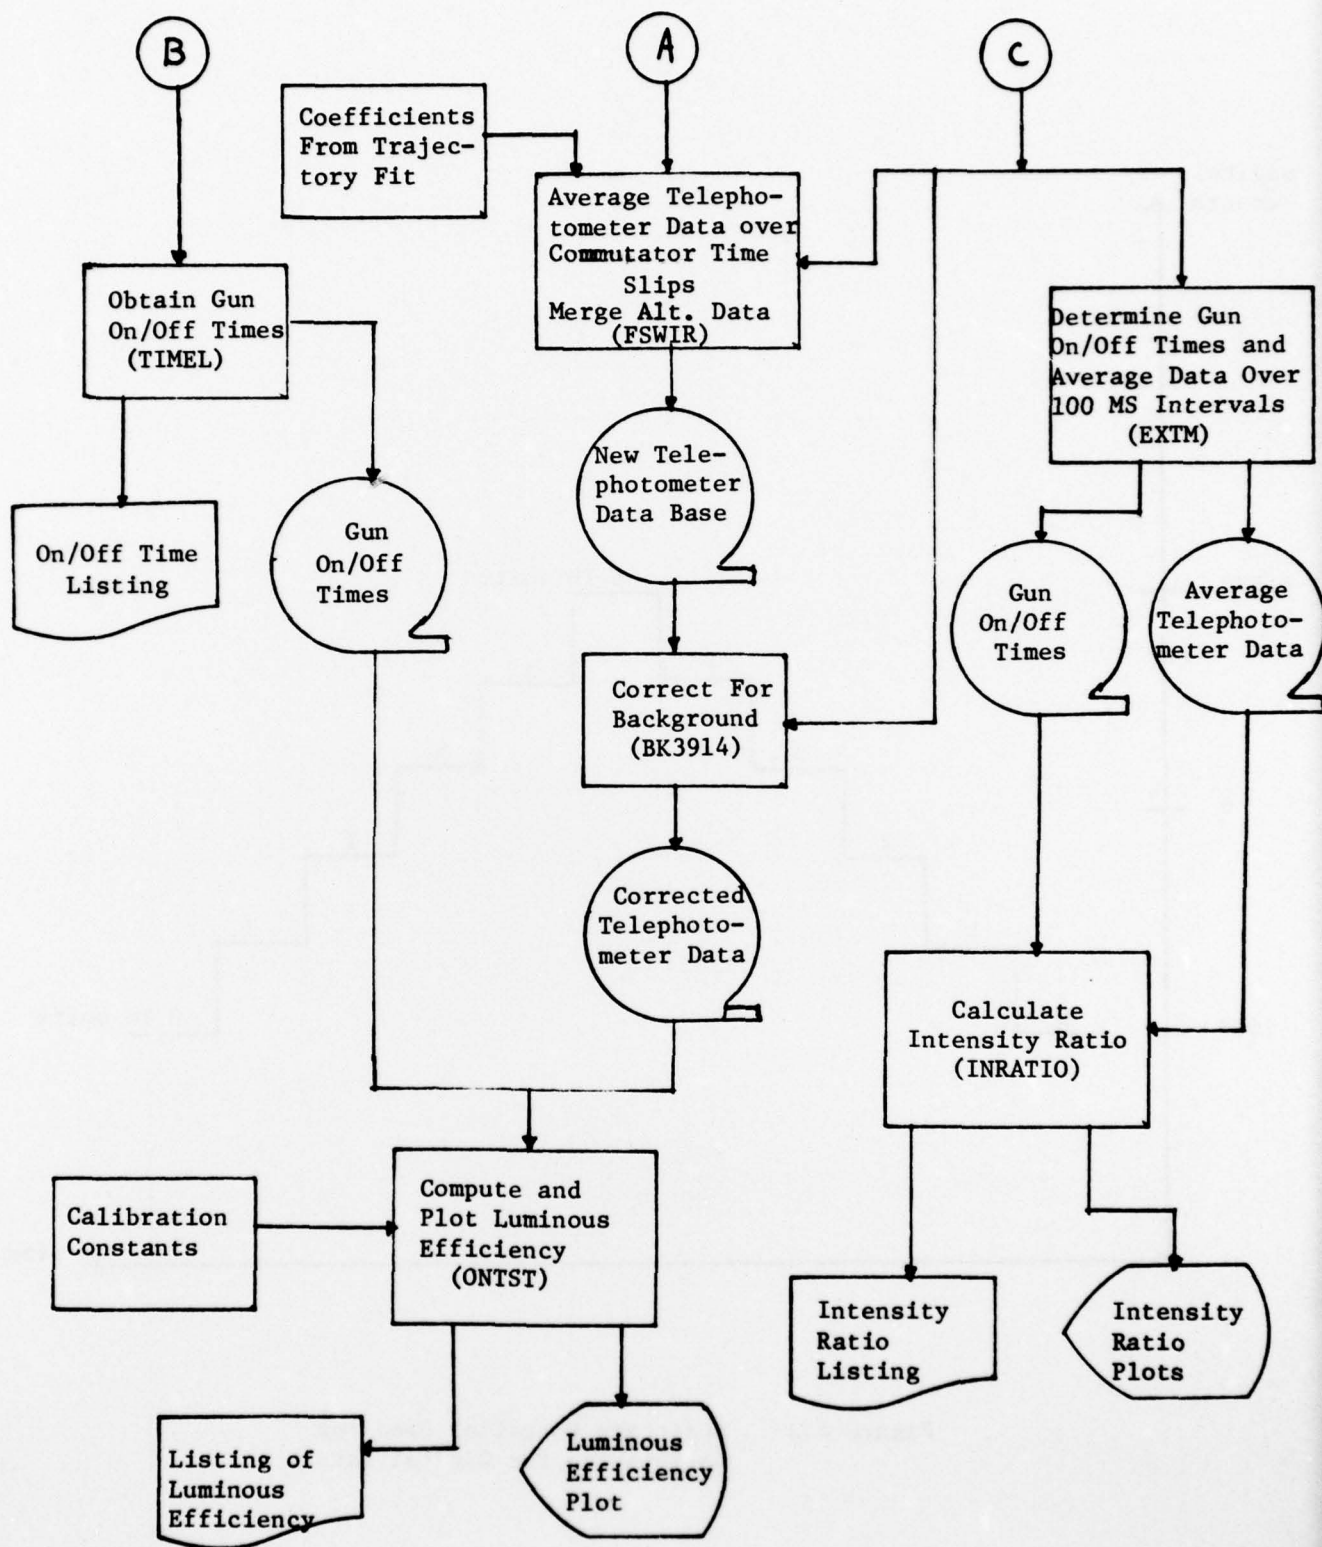 B
A
C
Coefficients
From Trajec-
tory Fit
Average Telepho-
tometer Data over
Commutator Time
Slips
Merge Alt. Data
(FSWIR)
Obtain Gun
On/Off Times
(TIMEL)
Determine Gun
On/Off Times and
Average Data Over
100 MS Intervals
(EXTM)
New Tele-
photometer
Data Base
On/Off Time
Listing
Gun
On/Off
Times
Gun
On/Off
Times
Average
Telephoto-
meter Data
Correct For
Background
(BK3914)
Corrected
Telephoto-
meter Data
Calculate
Intensity Ratio
(INRATIO)
Calibration
Constants
Compute and
Plot Luminous
Efficiency
(ONTST)
Intensity
Ratio
Listing
Intensity
Ratio
Plots
Listing of
Luminous
Efficiency
Luminous
Efficiency
Plot